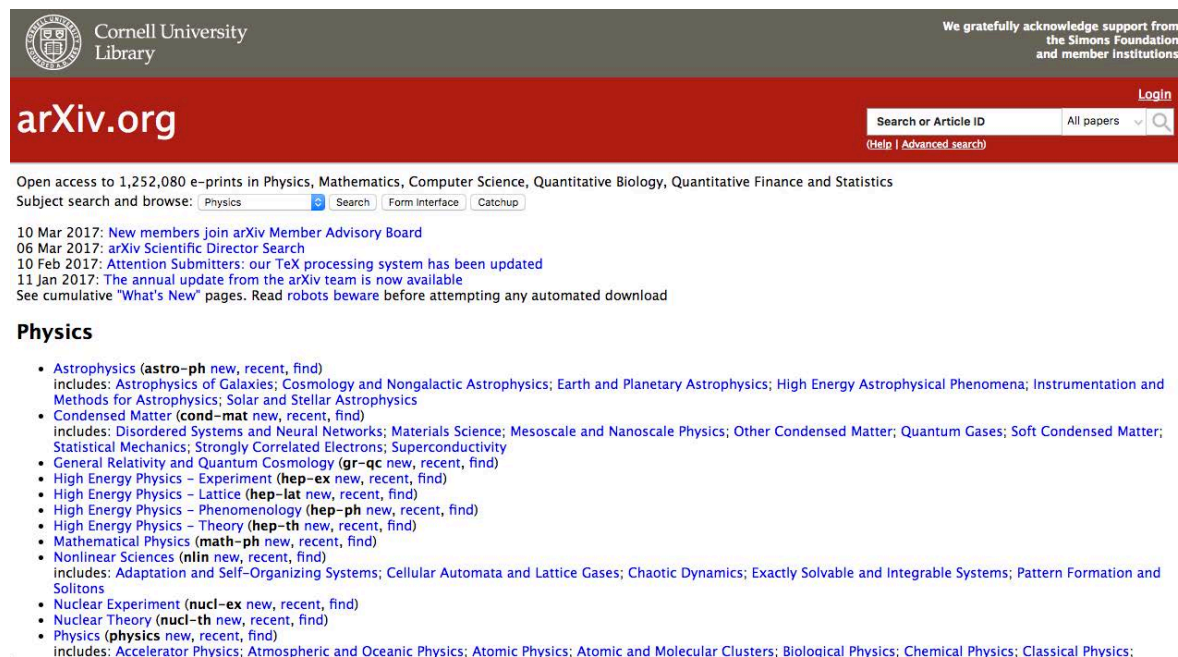 Cornell University
Library
We gratefully acknowledge support from
the Simons Foundation
and member institutions
Login
arXiv.org
Search or Article ID
All papers
(Help | Advanced search)
Open access to 1,252,080 e-prints in Physics, Mathematics, Computer Science, Quantitative Biology, Quantitative Finance and Statistics
Subject search and browse: Physics Search Form Interface Catchup
10 Mar 2017: New members join arXiv Member Advisory Board
06 Mar 2017: arXiv Scientific Director Search
10 Feb 2017: Attention Submitters: our TeX processing system has been updated
11 Jan 2017: The annual update from the arXiv team is now available
See cumulative "What's New" pages. Read robots beware before attempting any automated download
Physics
• Astrophysics (astro-ph new, recent, find)
includes: Astrophysics of Galaxies; Cosmology and Nongalactic Astrophysics; Earth and Planetary Astrophysics; High Energy Astrophysical Phenomena; Instrumentation and
Methods for Astrophysics; Solar and Stellar Astrophysics
• Condensed Matter (cond-mat new, recent, find)
includes: Disordered Systems and Neural Networks; Materials Science; Mesoscale and Nanoscale Physics; Other Condensed Matter; Quantum Gases; Soft Condensed Matter;
Statistical Mechanics; Strongly Correlated Electrons; Superconductivity
• General Relativity and Quantum Cosmology (gr-qc new, recent, find)
• High Energy Physics - Experiment (hep-ex new, recent, find)
• High Energy Physics - Lattice (hep-lat new, recent, find)
• High Energy Physics - Phenomenology (hep-ph new, recent, find)
• High Energy Physics - Theory (hep-th new, recent, find)
• Mathematical Physics (math-ph new, recent, find)
• Nonlinear Sciences (nlin new, recent, find)
includes: Adaptation and Self-Organizing Systems; Cellular Automata and Lattice Gases; Chaotic Dynamics; Exactly Solvable and Integrable Systems; Pattern Formation and
Solitons
• Nuclear Experiment (nucl-ex new, recent, find)
• Nuclear Theory (nucl-th new, recent, find)
• Physics (physics new, recent, find)
includes: Accelerator Physics; Atmospheric and Oceanic Physics; Atomic Physics; Atomic and Molecular Clusters; Biological Physics; Chemical Physics; Classical Physics;